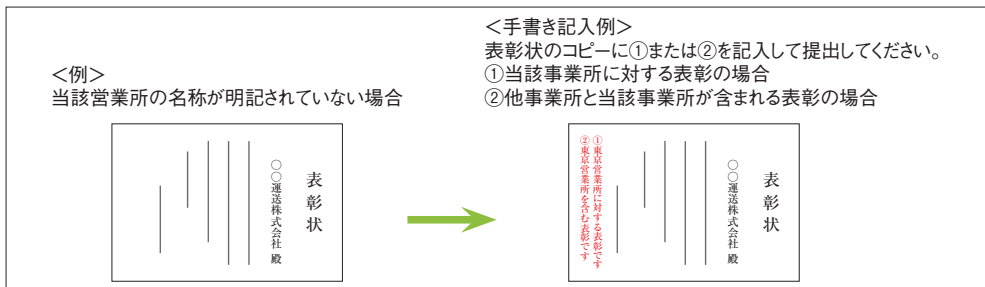 <例>
当該営業所の名称が明記されていない場合
表彰状
○○運送株式会社 殿
<手書き記入例>
表彰状のコピーに①または②を記入して提出してください。
①当該事業所に対する表彰の場合
②他事業所と当該事業所が含まれる表彰の場合
表彰状
○○運送株式会社 殿
①東京営業所に対する表彰です
②東京営業所を含む表彰です